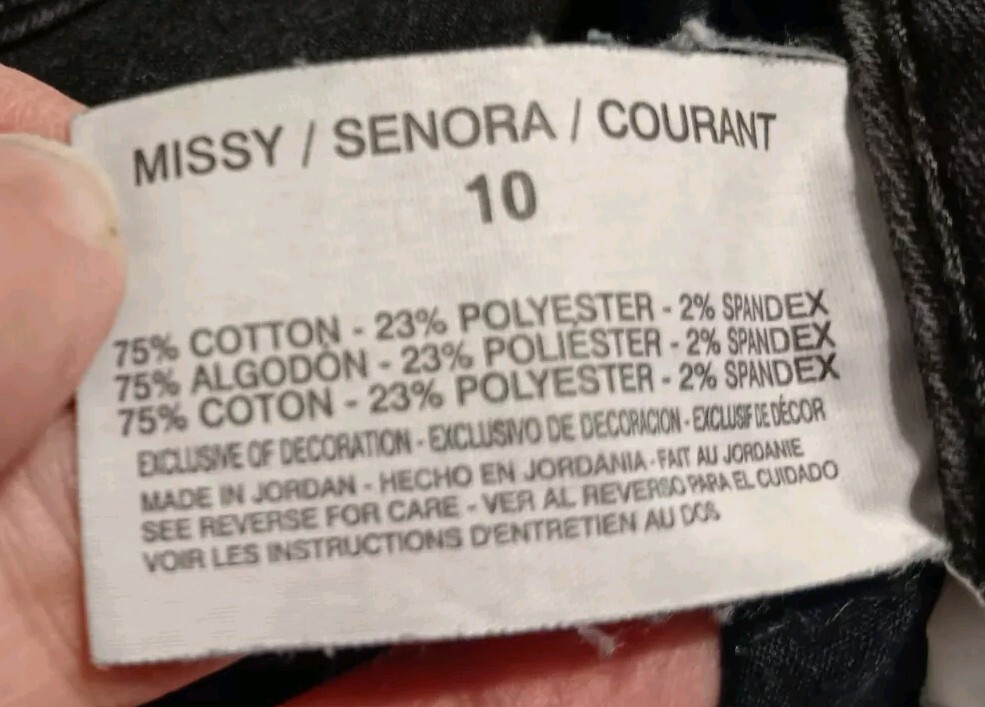 MISSY / SENORA / COURANT
10
75% COTTON - 23% POLYESTER - 2% SPANDEX
75% ALGODÓN - 23% POLIÉSTER - 2% SPANDEX
75% COTON - 23% POLYESTER - 2% SPANDEX
EXCLUSIVE OF DECORATION - EXCLUSIVO DE DECORACION - EXCLUSIF DE DÉCOR
MADE IN JORDAN - HECHO EN JORDANIA - FAIT AU JORDANIE
SEE REVERSE FOR CARE - VER AL REVERSO PARA EL CUIDADO
VOIR LES INSTRUCTIONS D'ENTRETIEN AU DOS